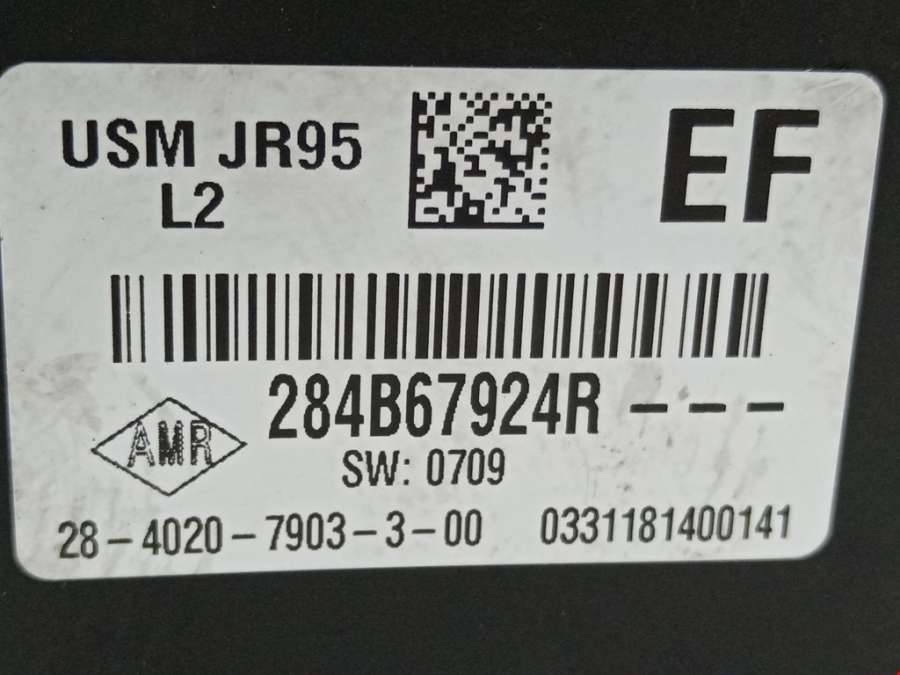 USM JR95
L2
EF
284B67924R ---
AMR
SW: 0709
28-4020-7903-3-00 0331181400141